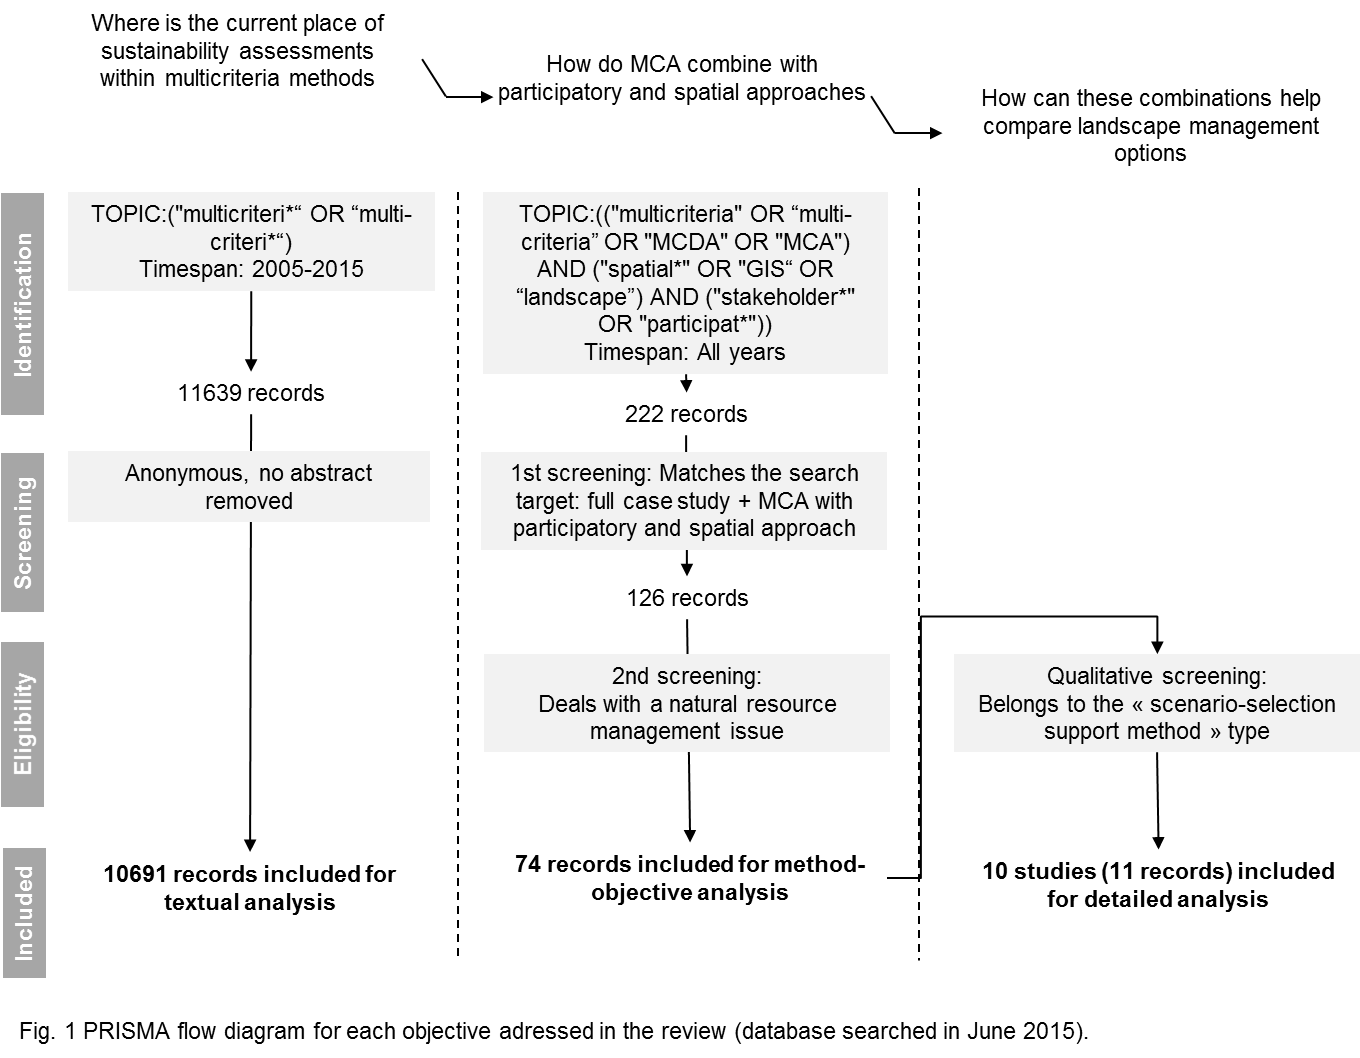 Where is the current place of
sustainability assessments
within multicriteria methods
How do MCA combine with
participatory and spatial approaches
How can these combinations help
compare landscape management
options
Identification
TOPIC:("multicriteri*“ OR “multi-
criteri*“)
Timespan: 2005-2015
11639 records
TOPIC:(("multicriteria" OR “multi-
criteria” OR "MCDA" OR "MCA")
AND ("spatial*" OR "GIS“ OR
“landscape”) AND ("stakeholder*"
OR "participat*"))
Timespan: All years
222 records
Screening
Anonymous, no abstract
removed
1st screening: Matches the search
target: full case study + MCA with
participatory and spatial approach
126 records
Eligibility
2nd screening:
Deals with a natural resource
management issue
Qualitative screening:
Belongs to the « scenario-selection
support method » type
Included
10691 records included for
textual analysis
74 records included for method-
objective analysis
10 studies (11 records) included
for detailed analysis
Fig. 1 PRISMA flow diagram for each objective adressed in the review (database searched in June 2015).